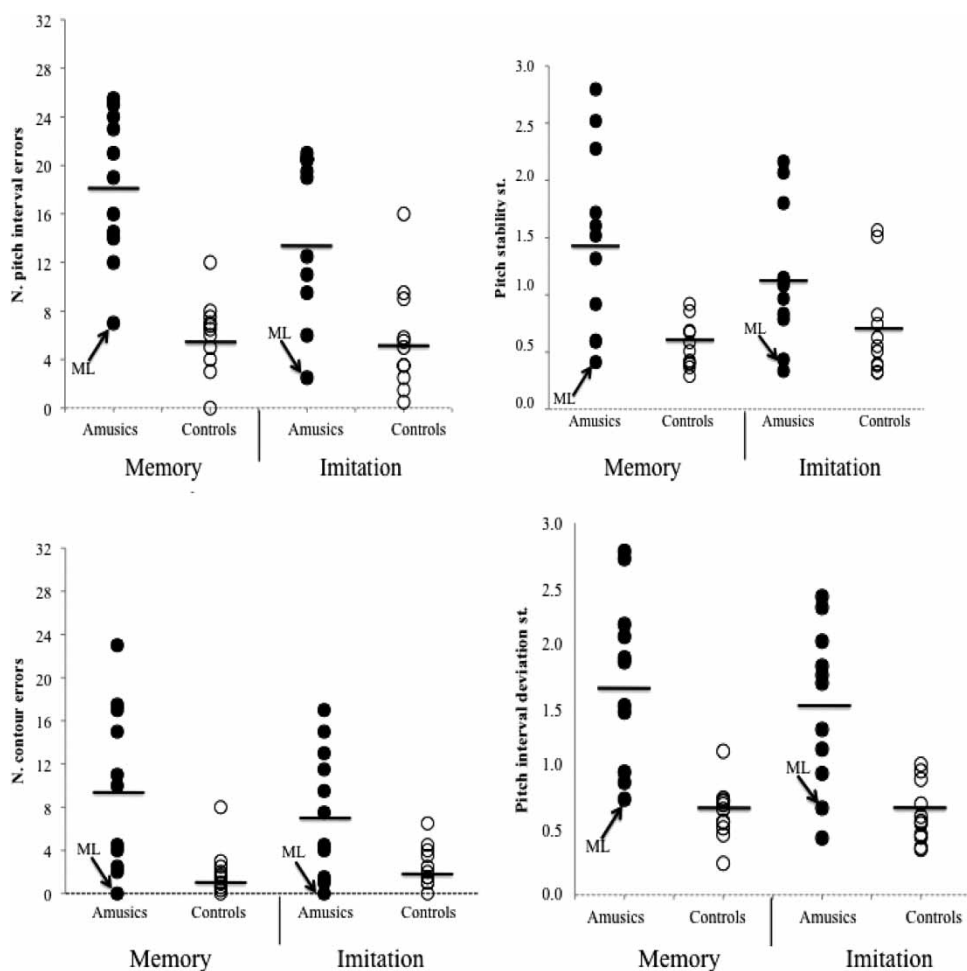 N. pitch interval errors
32
28
24
20
16
12
8
4
0
ML
ML
Amusics Controls Amusics Controls
Memory Imitation
Pitch stability st.
3.0
2.5
2.0
1.5
1.0
0.5
0.0
ML
ML
Amusics Controls Amusics Controls
Memory Imitation
N. contour errors
32
28
24
20
16
12
8
4
0
ML
ML
Amusics Controls Amusics Controls
Memory Imitation
Pitch interval deviation st.
3.0
2.5
2.0
1.5
1.0
0.5
0.0
ML
ML
Amusics Controls Amusics Controls
Memory Imitation